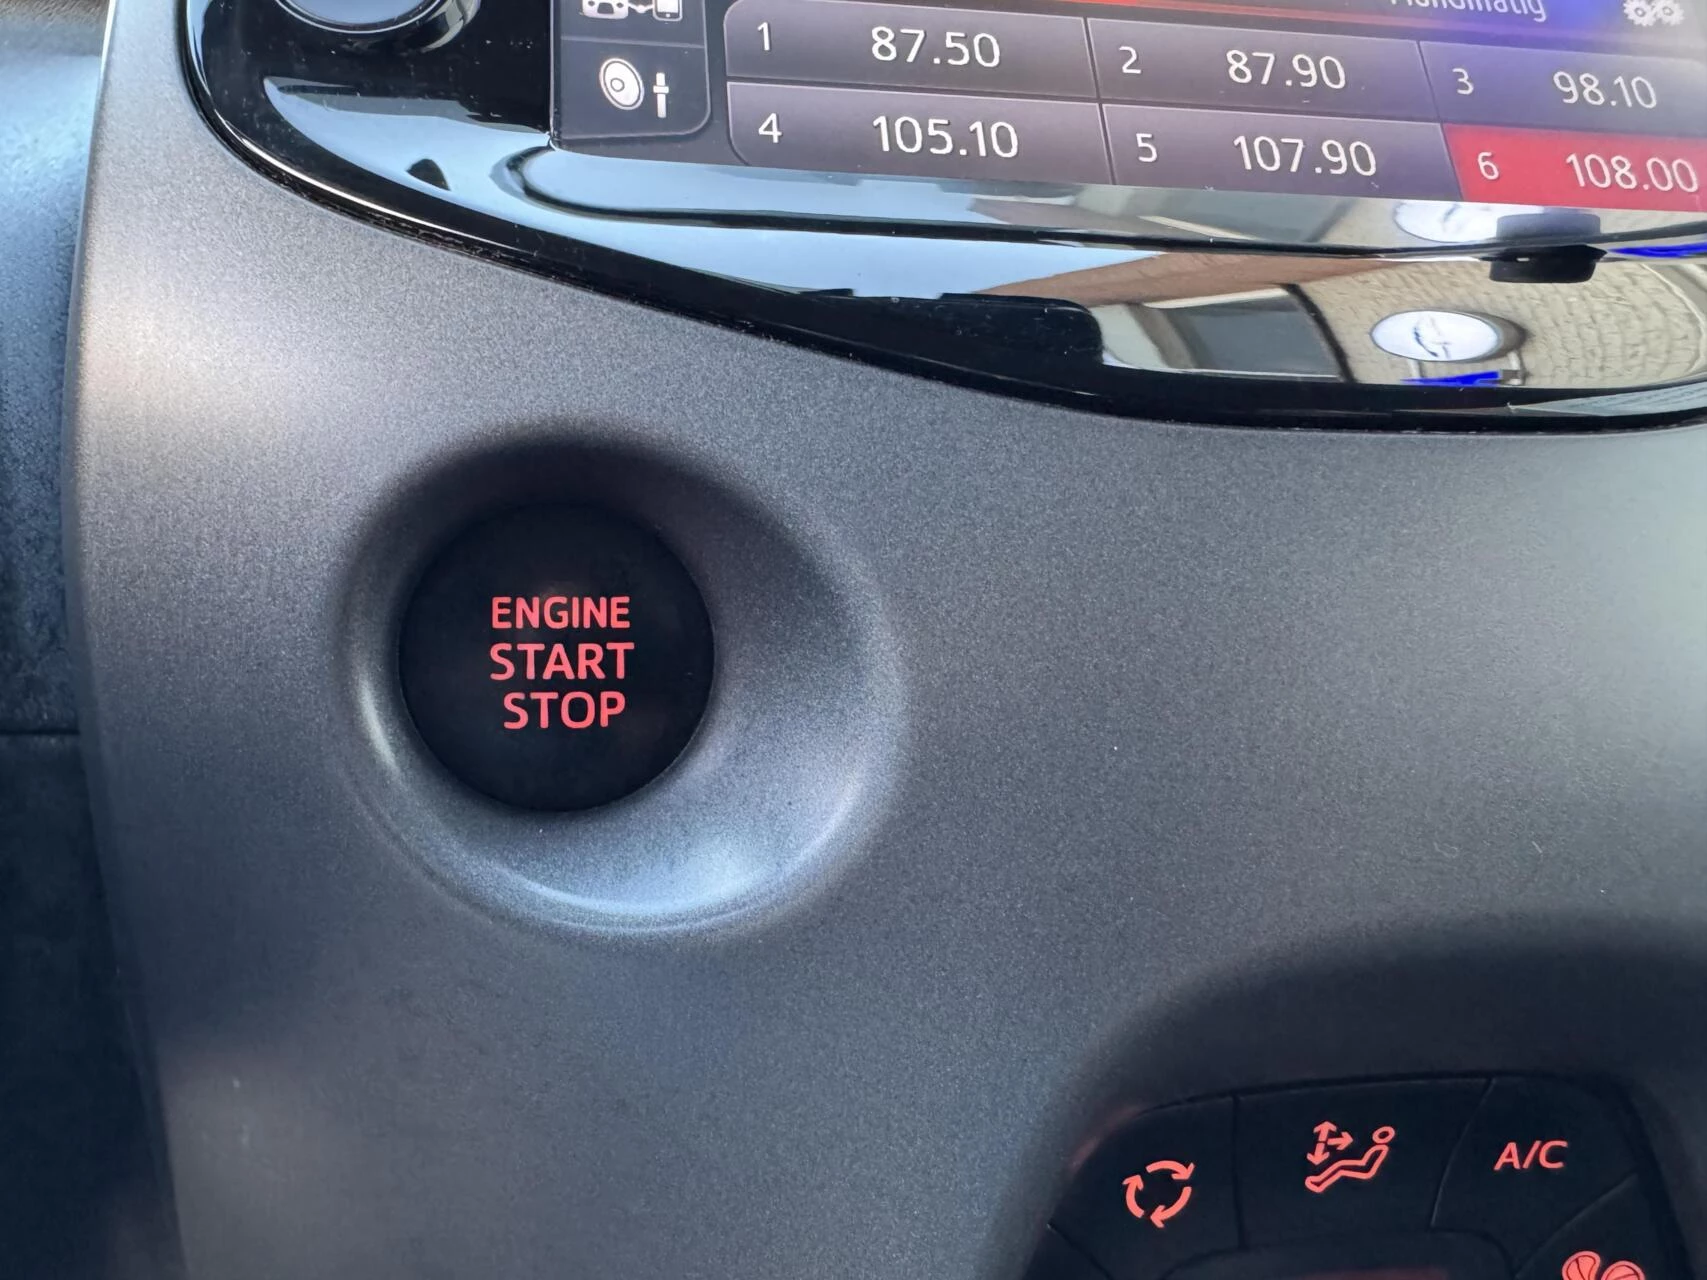 1 87.50 2 87.90 3 98.10
4 105.10 5 107.90 6 108.00
ENGINE
START
STOP
A/C